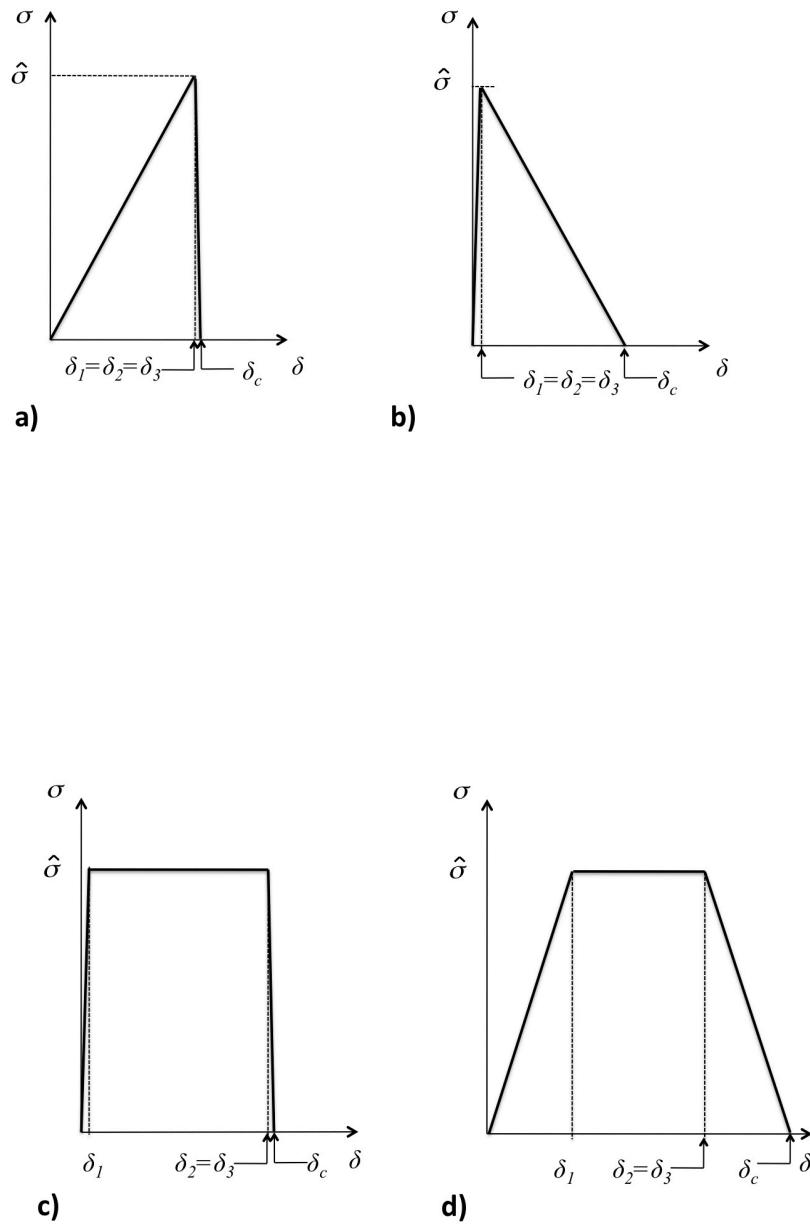 σ σ
σ̂ σ̂
δ₁=δ₂=δ₃ δc δ δ₁=δ₂=δ₃ δc δ
a) b)
σ σ
σ̂ σ̂
δ₁ δ₂=δ₃ δc δ δ₁ δ₂=δ₃ δc δ
c) d)